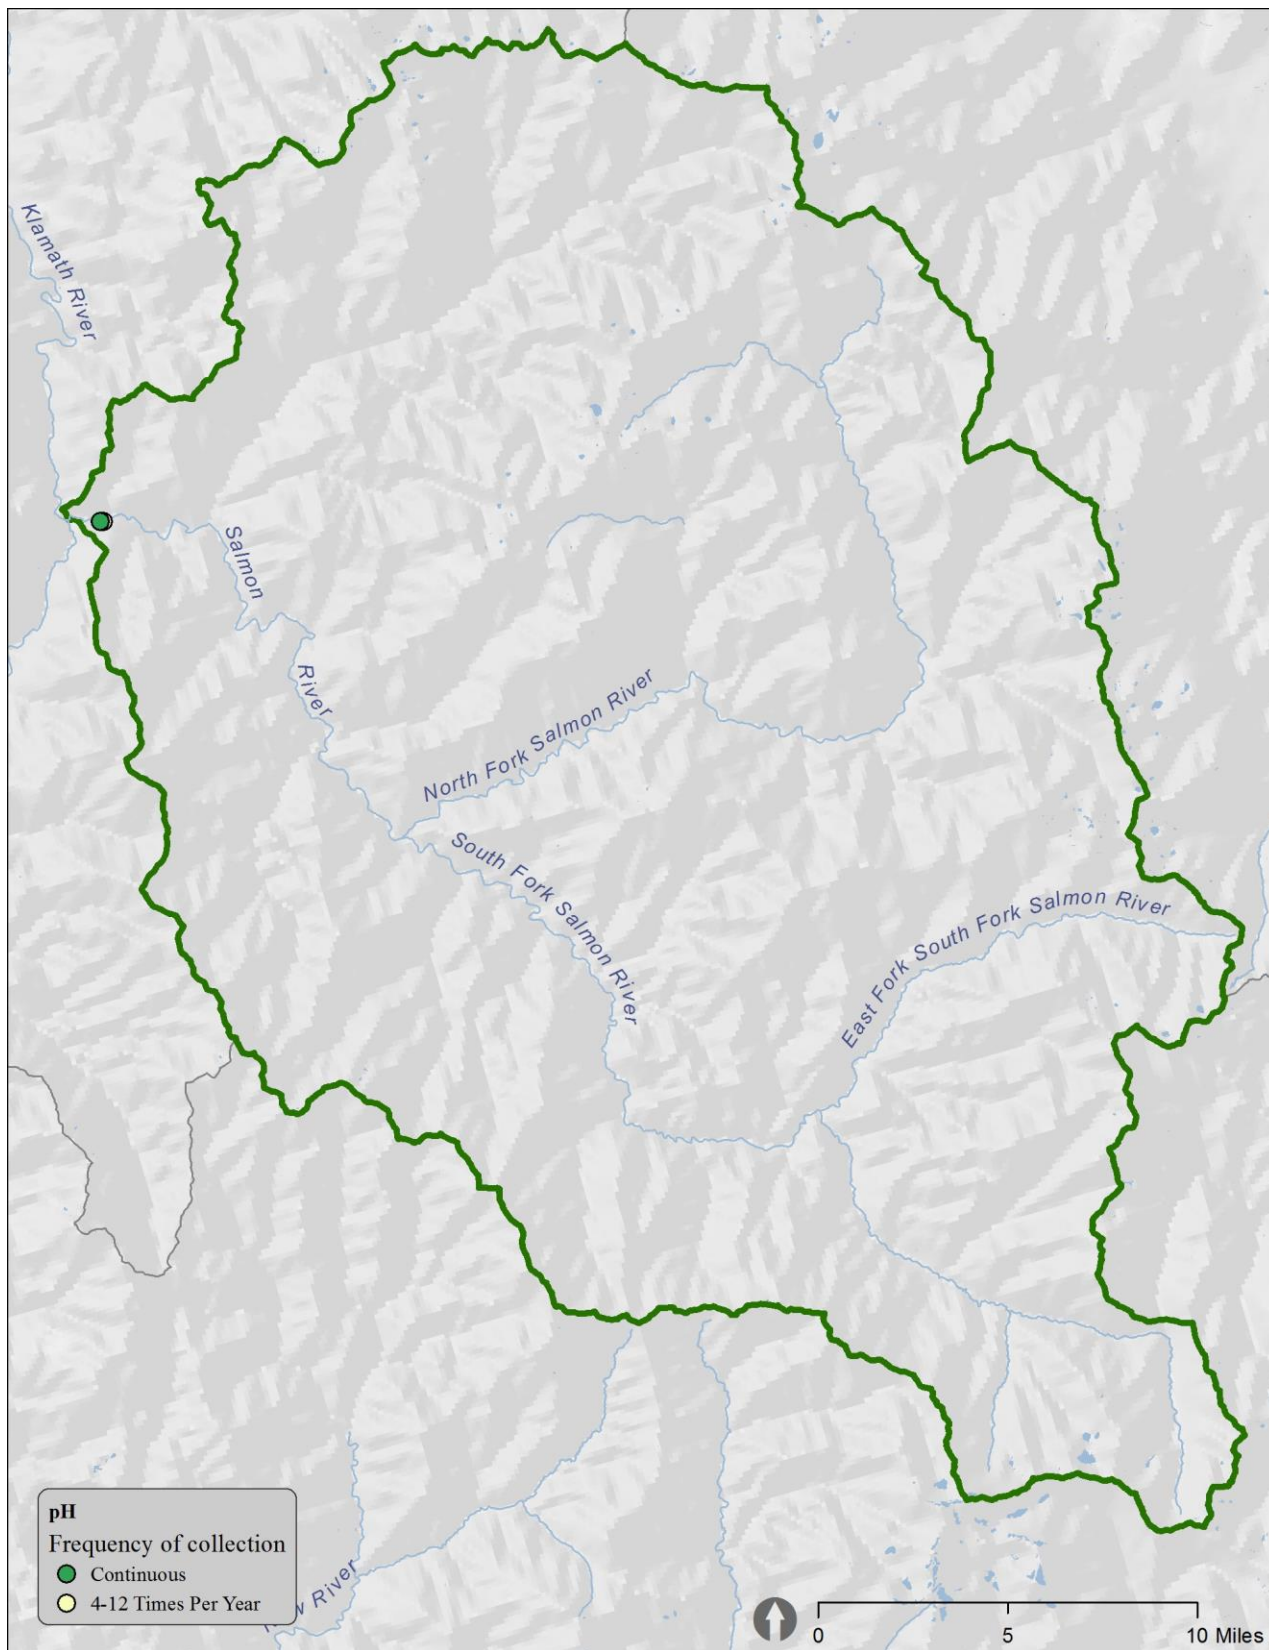 Klamath River
Salmon
River
North Fork Salmon River
South Fork Salmon River
East Fork South Fork Salmon River
River
pH
Frequency of collection
Continuous
4-12 Times Per Year
0 5 10 Miles